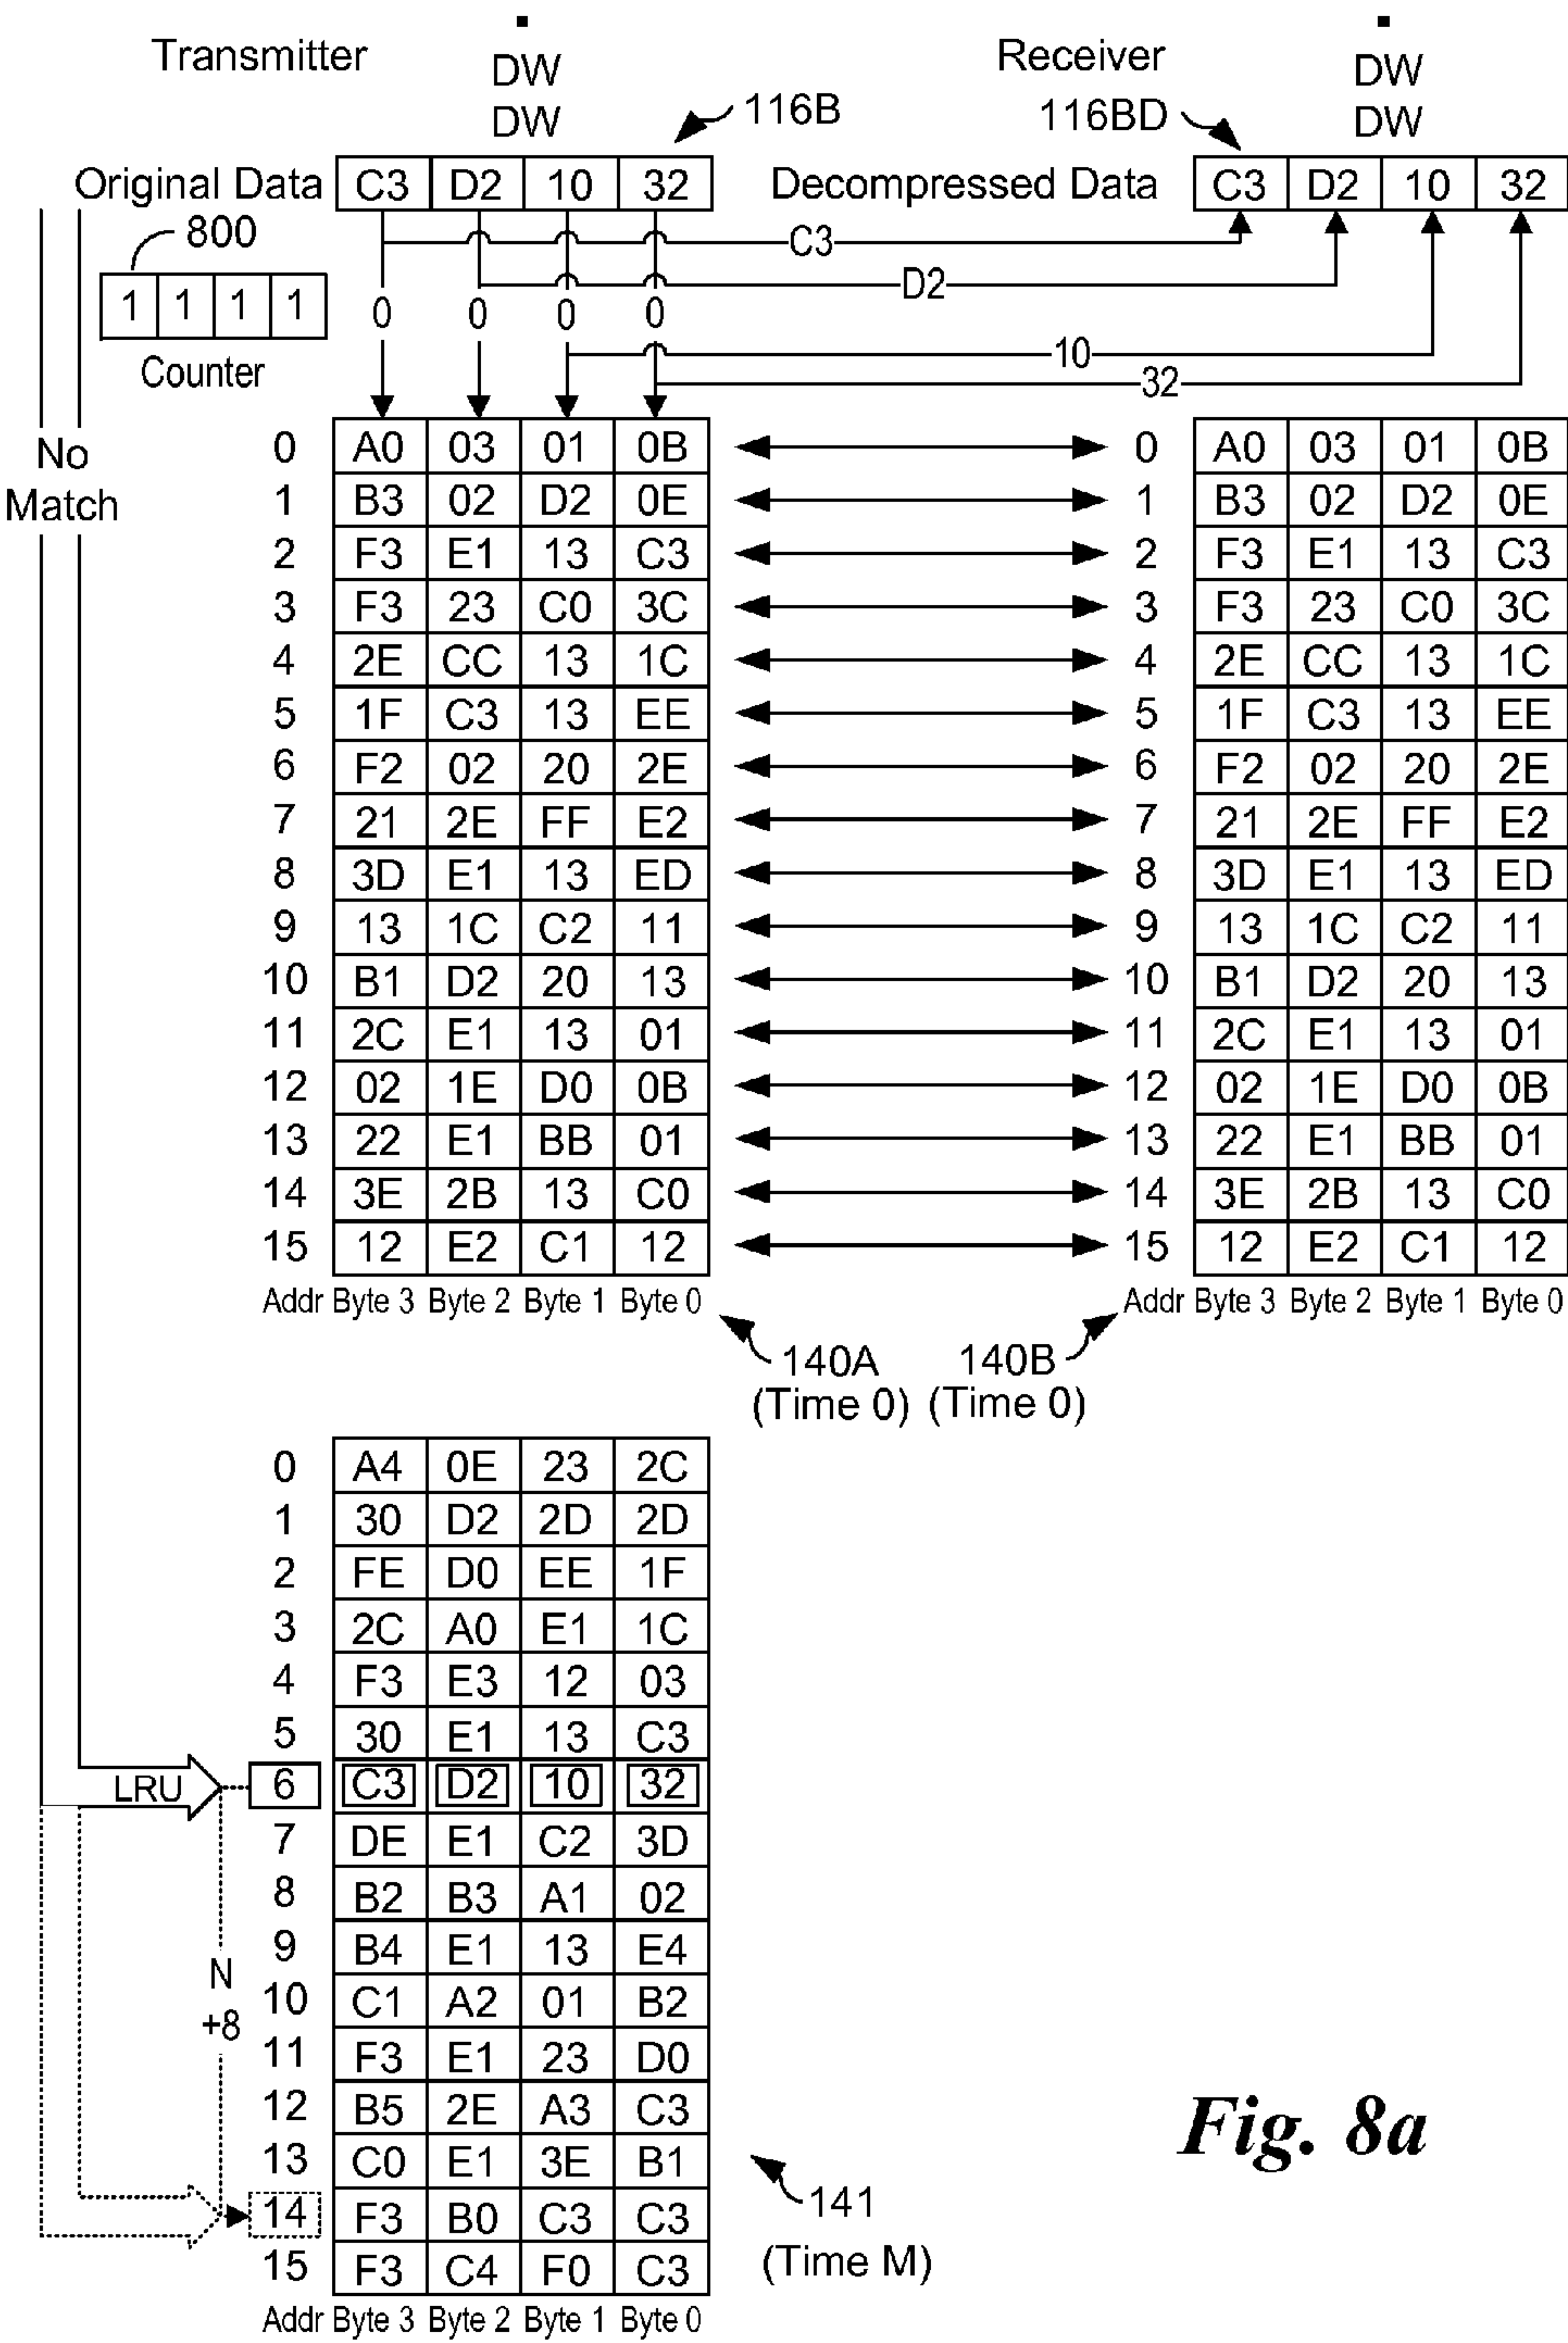 Transmitter DW Receiver DW
DW 116B 116BD DW
Original Data C3 D2 10 32 Decompressed Data C3 D2 10 32
800 C3
1 1 1 1 0 0 0 0 D2
Counter 10
32
No
Match
0 A0 03 01 0B 0 A0 03 01 0B
1 B3 02 D2 0E 1 B3 02 D2 0E
2 F3 E1 13 C3 2 F3 E1 13 C3
3 F3 23 C0 3C 3 F3 23 C0 3C
4 2E CC 13 1C 4 2E CC 13 1C
5 1F C3 13 EE 5 1F C3 13 EE
6 F2 02 20 2E 6 F2 02 20 2E
7 21 2E FF E2 7 21 2E FF E2
8 3D E1 13 ED 8 3D E1 13 ED
9 13 1C C2 11 9 13 1C C2 11
10 B1 D2 20 13 10 B1 D2 20 13
11 2C E1 13 01 11 2C E1 13 01
12 02 1E D0 0B 12 02 1E D0 0B
13 22 E1 BB 01 13 22 E1 BB 01
14 3E 2B 13 C0 14 3E 2B 13 C0
15 12 E2 C1 12 15 12 E2 C1 12
Addr Byte 3 Byte 2 Byte 1 Byte 0 Addr Byte 3 Byte 2 Byte 1 Byte 0
140A 140B
(Time 0) (Time 0)
0 A4 0E 23 2C
1 30 D2 2D 2D
2 FE D0 EE 1F
3 2C A0 E1 1C
4 F3 E3 12 03
5 30 E1 13 C3
LRU 6 C3 D2 10 32
7 DE E1 C2 3D
8 B2 B3 A1 02
9 B4 E1 13 E4
N
10 C1 A2 01 B2
+8
11 F3 E1 23 D0
12 B5 2E A3 C3
13 C0 E1 3E B1
14 F3 B0 C3 C3
15 F3 C4 F0 C3
Addr Byte 3 Byte 2 Byte 1 Byte 0
141
(Time M)
Fig. 8a